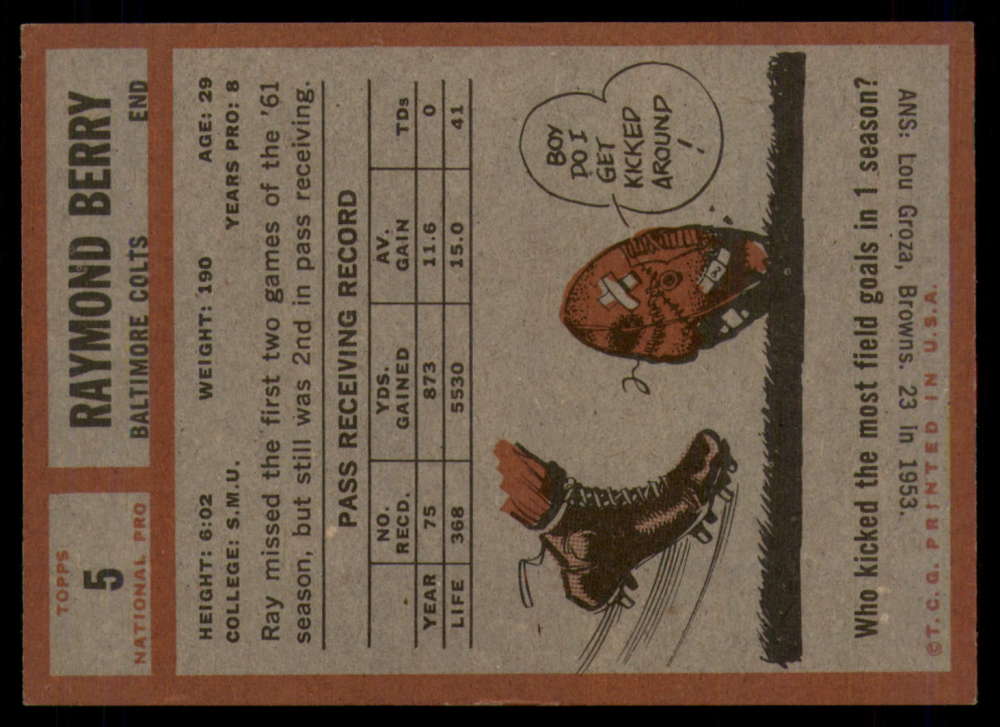 TOPPS
5
NATIONAL PRO
RAYMOND BERRY
BALTIMORE COLTS END
HEIGHT: 6:02 WEIGHT: 190 AGE: 29
COLLEGE: S.M.U. YEARS PRO: 8
Ray missed the first two games of the '61
season, but still was 2nd in pass receiving.
PASS RECEIVING RECORD
NO. RECD. YDS. GAINED AV. GAIN TDs
YEAR 75 873 11.6 0
LIFE 368 5530 15.0 41
BOY
DO I
GET
KICKED
AROUND
!
Who kicked the most field goals in 1 season?
ANS: Lou Groza, Browns. 23 in 1953.
©T.C.G. PRINTED IN U.S.A.